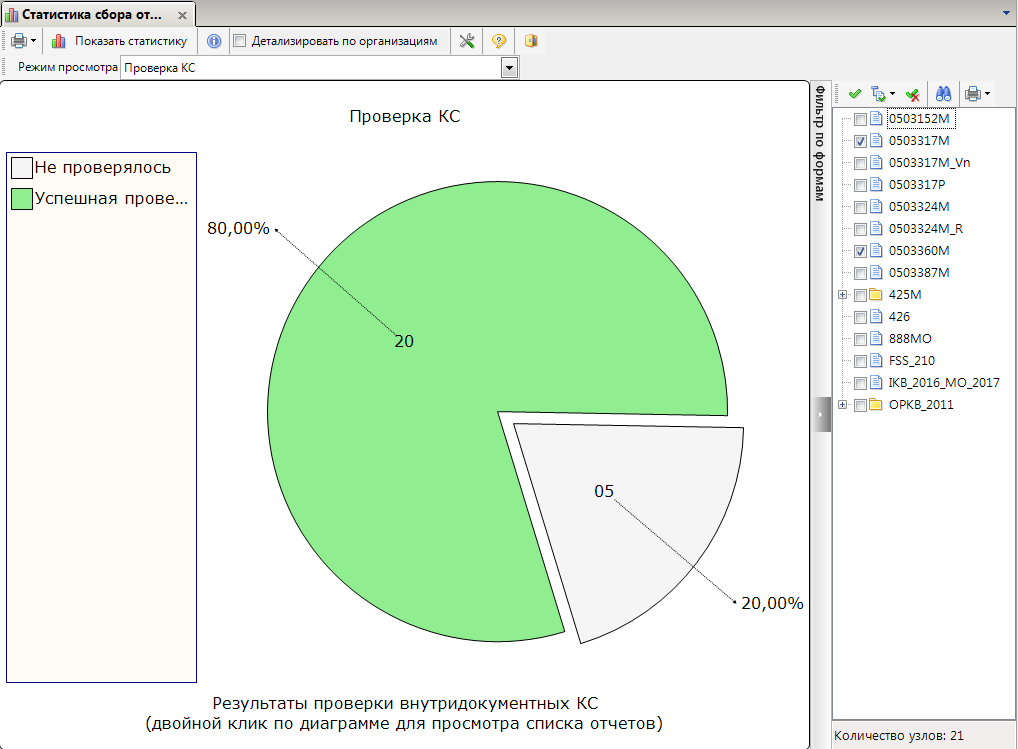 Статистика сбора от...
Показать статистику
Детализировать по организациям
Режим просмотра
Проверка КС
Проверка КС
Не проверялось
Успешная прове...
80,00%
20
05
20,00%
Результаты проверки внутридокументных КС
(двойной клик по диаграмме для просмотра списка отчетов)
Фильтр по формам
0503152M
0503317M
0503317M_Vn
0503317P
0503324M
0503324M_R
0503360M
0503387M
425M
426
888MO
FSS_210
IKB_2016_MO_2017
OPKB_2011
Количество узлов: 21